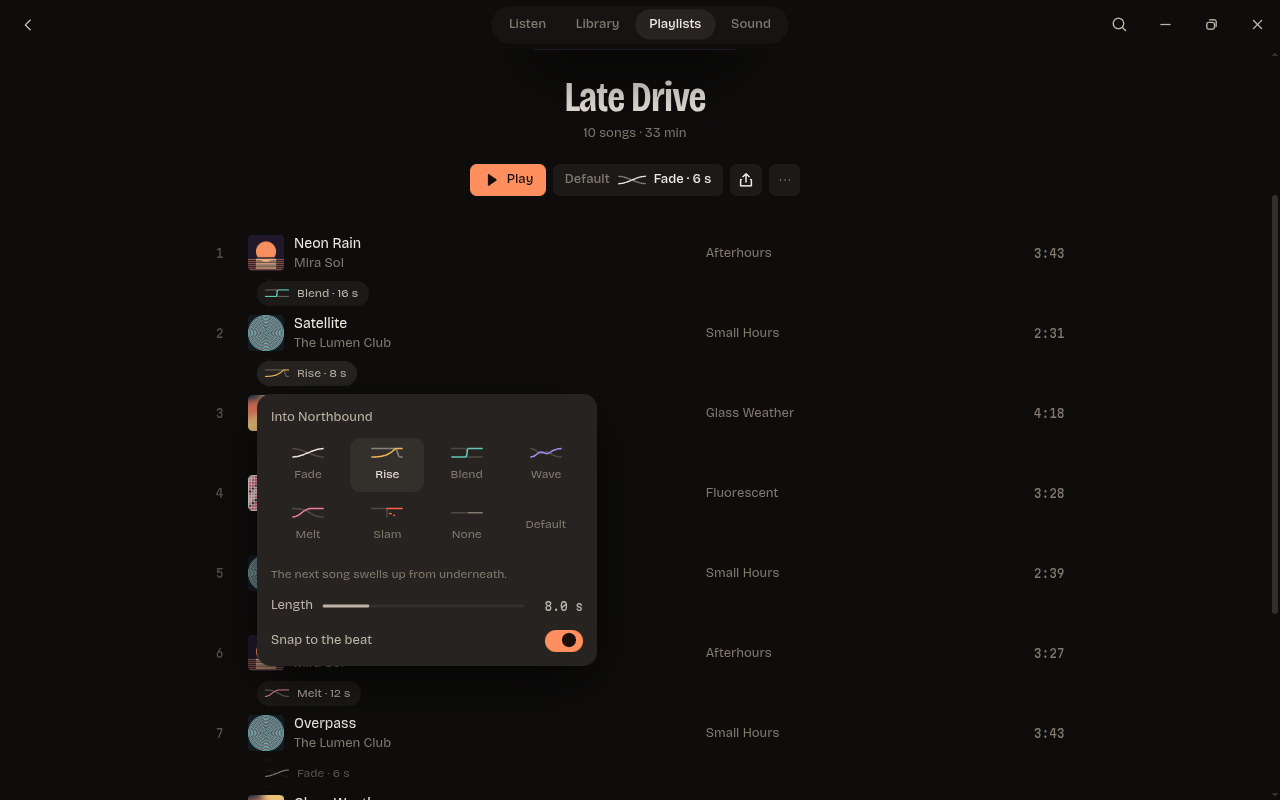 Listen Library Playlists Sound
Late Drive
10 songs · 33 min
Play
Default Fade · 6 s
1 Neon Rain Afterhours 3:43
Mira Sol
Blend · 16 s
2 Satellite Small Hours 2:31
The Lumen Club
Rise · 8 s
3 Glass Weather 4:18
Into Northbound
Fade Rise Blend Wave
4 Fluorescent 3:28
Melt Slam None Default
5 Small Hours 2:39
The next song swells up from underneath.
Length 8.0 s
Snap to the beat
6 Afterhours 3:27
Melt · 12 s
7 Overpass Small Hours 3:43
The Lumen Club
Fade · 6 s